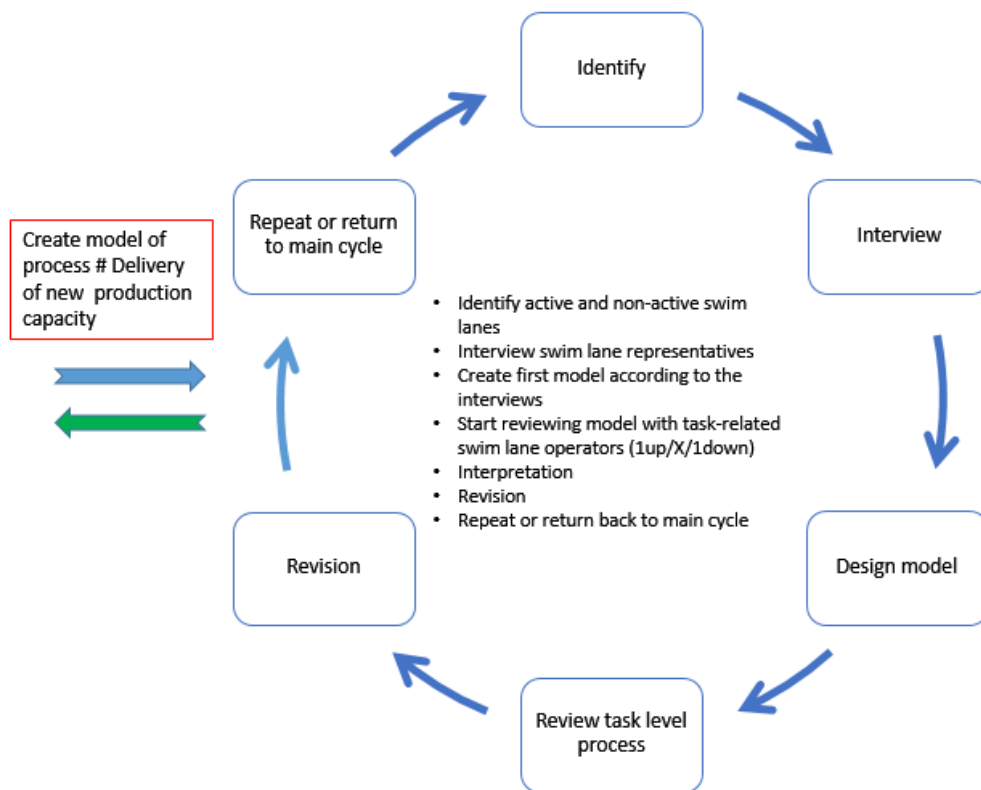 Identify
Interview
Design model
Review task level
process
Revision
Repeat or return
to main cycle
Create model of
process # Delivery
of new production
capacity
• Identify active and non-active swim
lanes
• Interview swim lane representatives
• Create first model according to the
interviews
• Start reviewing model with task-related
swim lane operators (1up/X/1down)
• Interpretation
• Revision
• Repeat or return back to main cycle